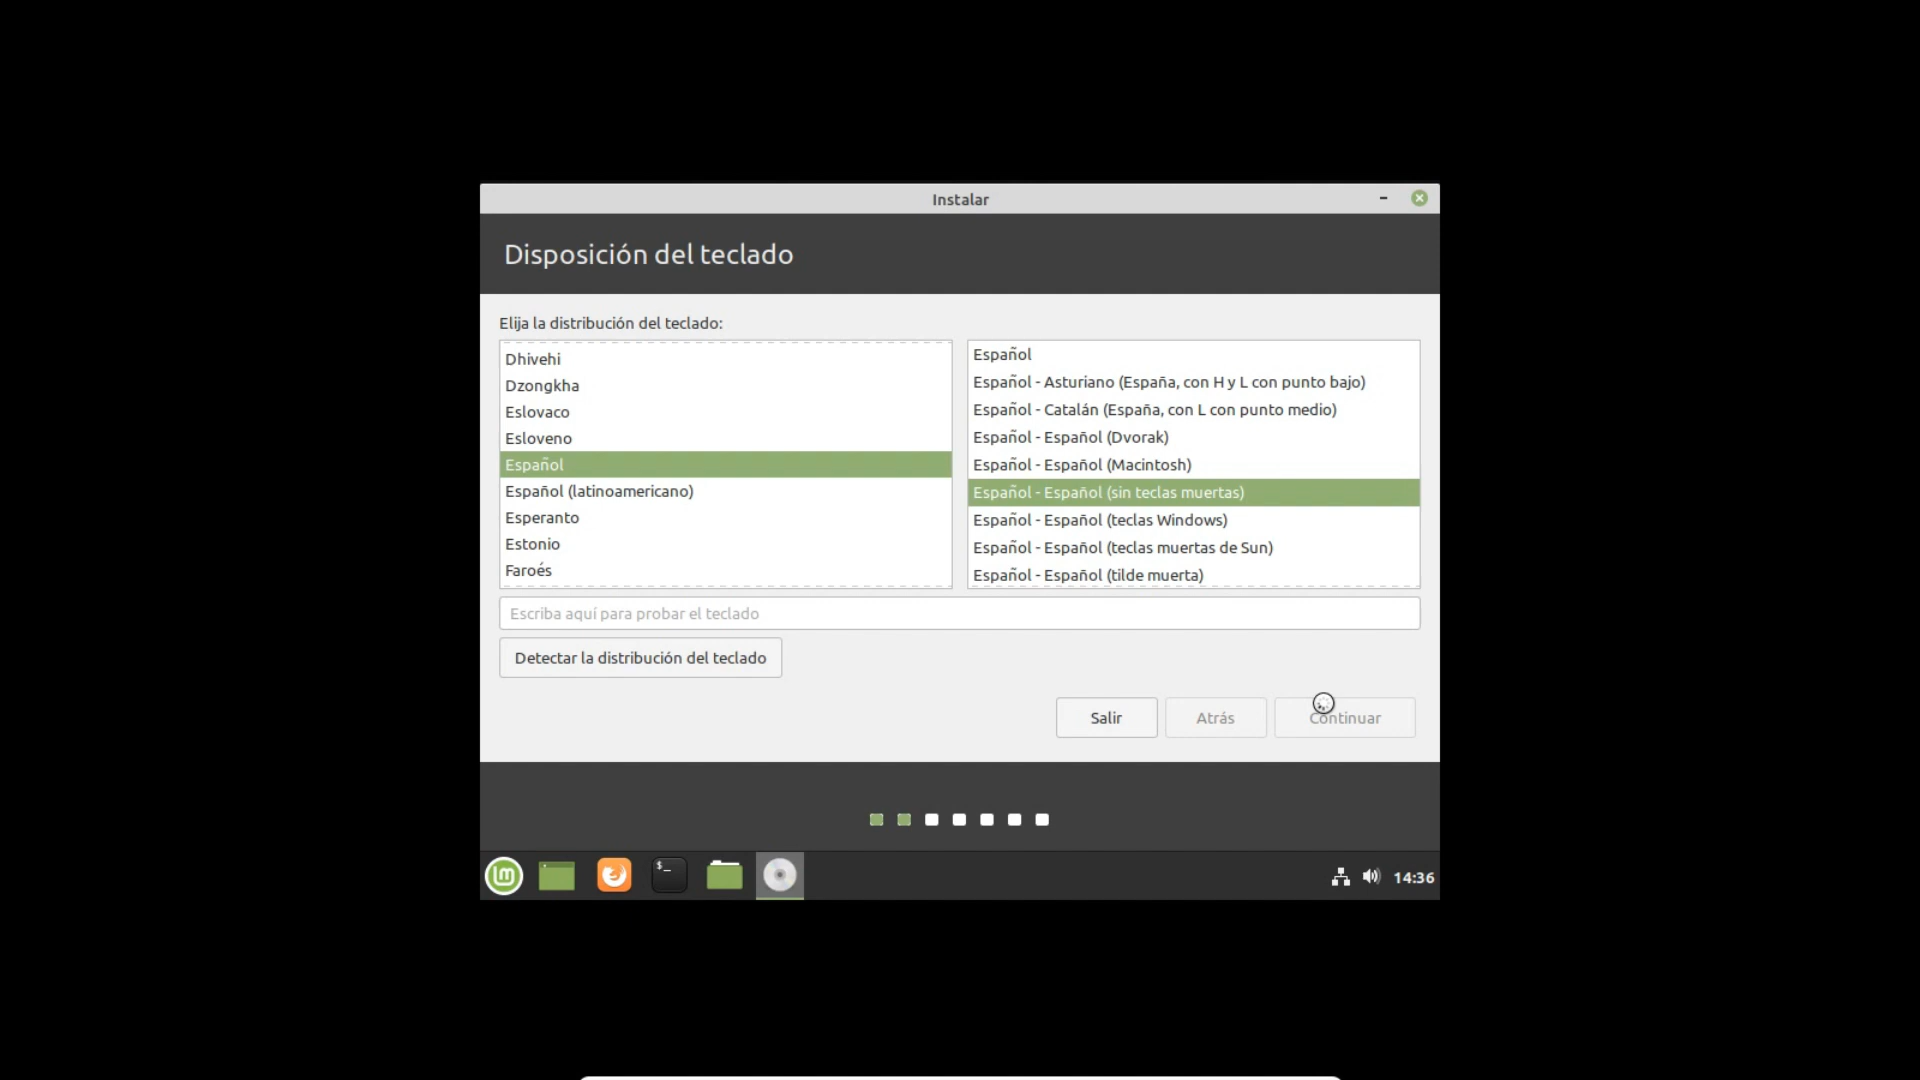 Instalar
Disposición del teclado
Elija la distribución del teclado:
Dhivehi
Dzongkha
Eslovaco
Esloveno
Español
Español (latinoamericano)
Esperanto
Estonio
Faroés
Español
Español - Asturiano (España, con H y L con punto bajo)
Español - Catalán (España, con L con punto medio)
Español - Español (Dvorak)
Español - Español (Macintosh)
Español - Español (sin teclas muertas)
Español - Español (teclas Windows)
Español - Español (teclas muertas de Sun)
Español - Español (tilde muerta)
Escriba aquí para probar el teclado
Detectar la distribución del teclado
Salir
Atrás
Continuar
$_
14:36